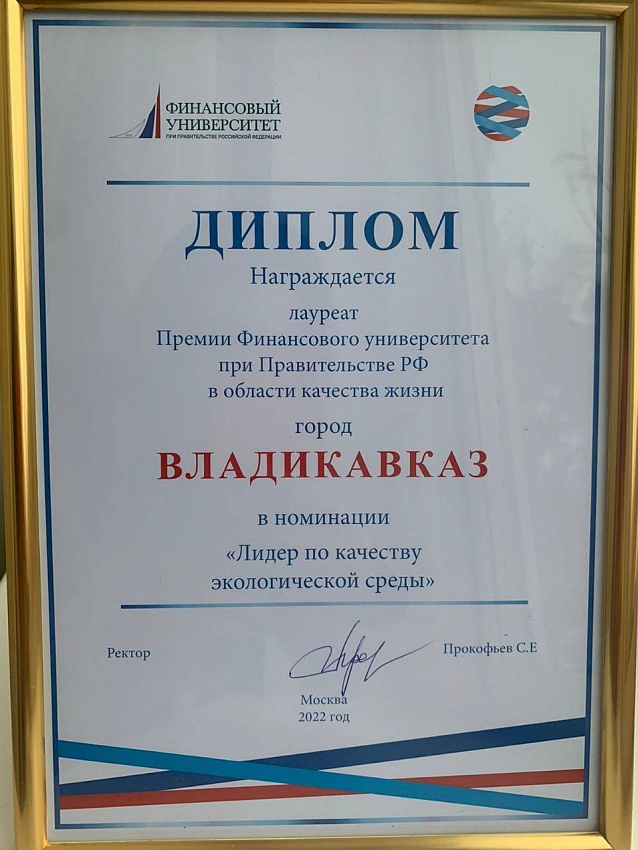 ФИНАНСОВЫЙ
УНИВЕРСИТЕТ
ПРИ ПРАВИТЕЛЬСТВЕ РОССИЙСКОЙ ФЕДЕРАЦИИ
ДИПЛОМ
Награждается
лауреат
Премии Финансового университета
при Правительстве РФ
в области качества жизни
город
ВЛАДИКАВКАЗ
в номинации
«Лидер по качеству
экологической среды»
Ректор
Прокофьев С.Е
Москва
2022 год